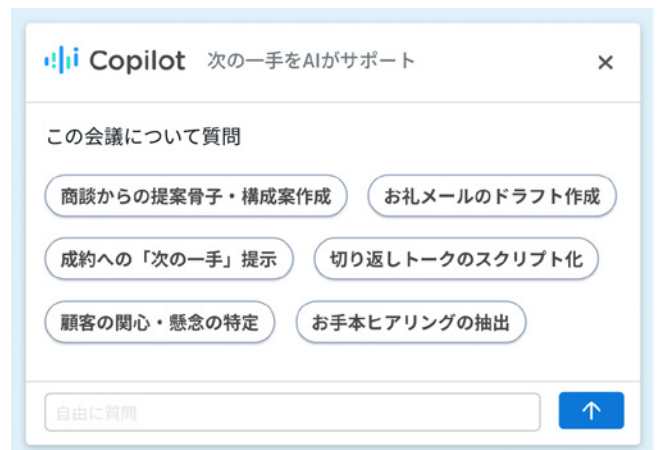 Copilot 次の一手をAIがサポート ×
この会議について質問
商談からの提案骨子・構成案作成 お礼メールのドラフト作成
成約への「次の一手」提示 切り返しトークのスクリプト化
顧客の関心・懸念の特定 お手本ヒアリングの抽出
自由に質問